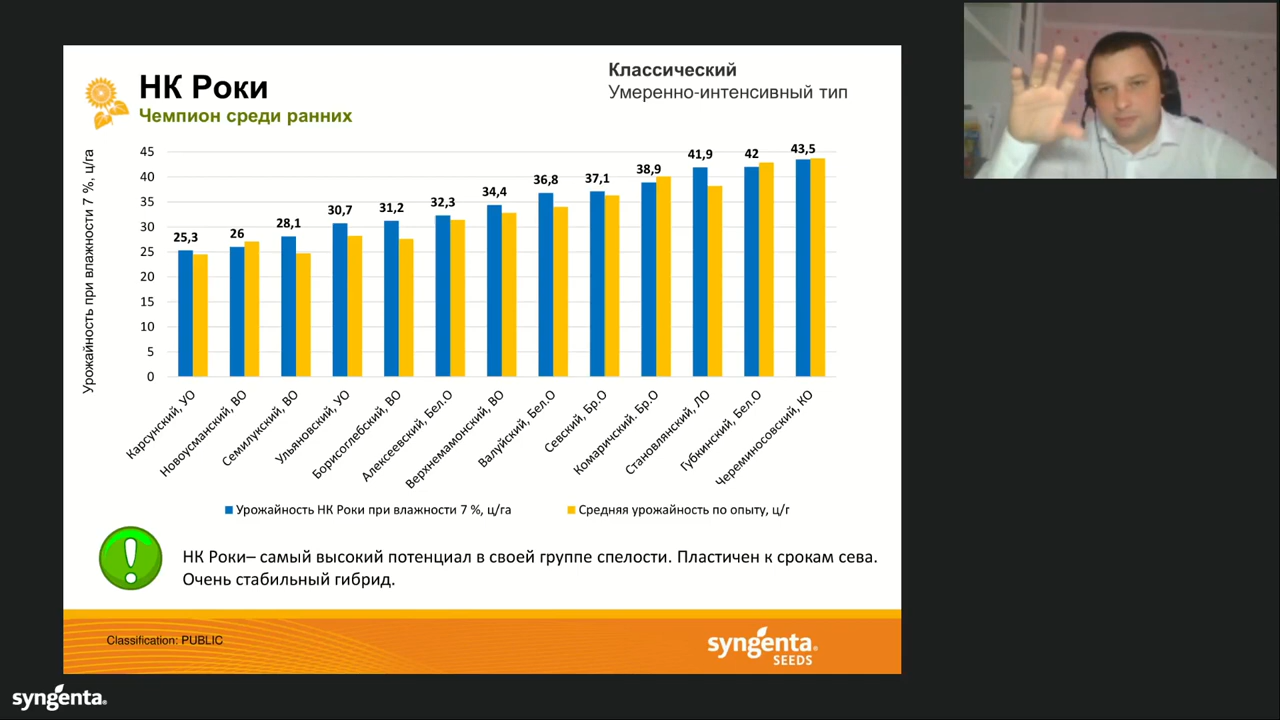 НК Роки
Чемпион среди ранних
Классический
Умеренно-интенсивный тип
Урожайность при влажности 7 %, ц/га
45
40
35
30
25
20
15
10
5
0
25,3
26
28,1
30,7
31,2
32,3
34,4
36,8
37,1
38,9
41,9
42
43,5
Карсунский, УО
Новоусманский, ВО
Семилукский, ВО
Ульяновский, УО
Борисоглебский, ВО
Алексеевский, Бел.О
Верхнемамонский, ВО
Валуйский, Бел.О
Севский, Бр.О
Комаричский. Бр.О
Становлянский, ЛО
Губкинский, Бел.О
Череминосовский, КО
Урожайность НК Роки при влажности 7 %, ц/га
Средняя урожайность по опыту, ц/г
НК Роки– самый высокий потенциал в своей группе спелости. Пластичен к срокам сева.
Очень стабильный гибрид.
Classification: PUBLIC
syngenta
SEEDS
syngenta